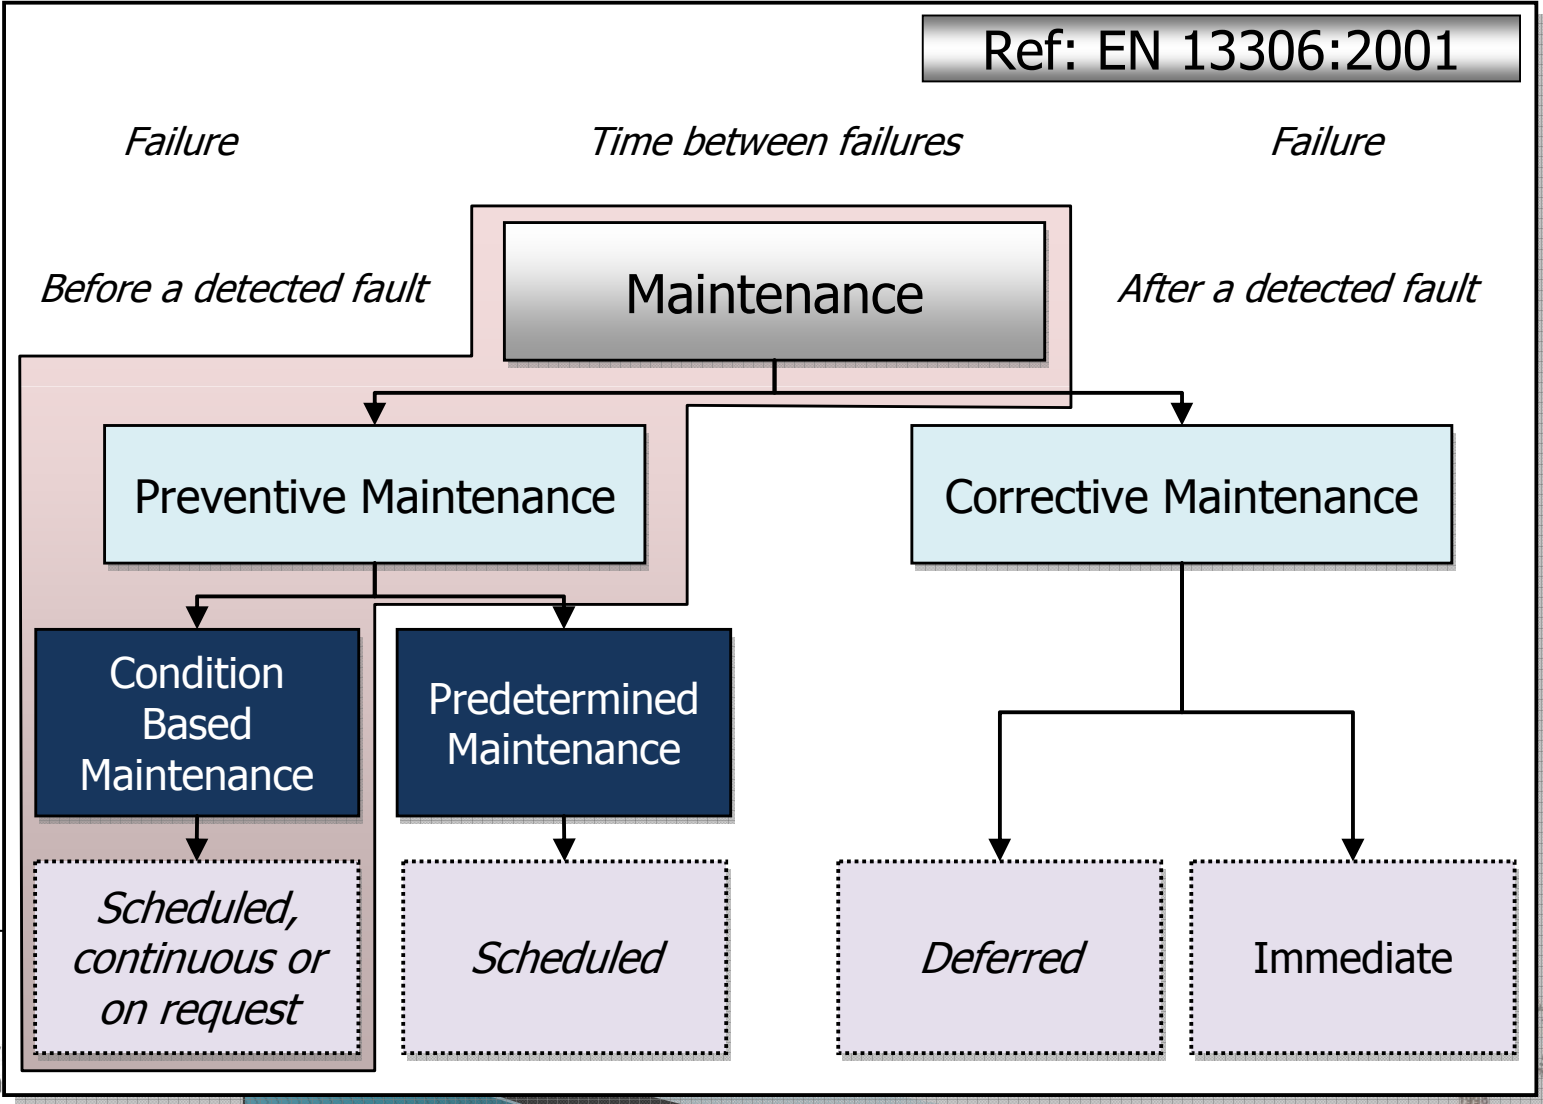 Ref: EN 13306:2001
Failure
Time between failures
Failure
Before a detected fault
Maintenance
After a detected fault
Preventive Maintenance
Corrective Maintenance
Condition
Based
Maintenance
Predetermined
Maintenance
Scheduled,
continuous or
on request
Scheduled
Deferred
Immediate